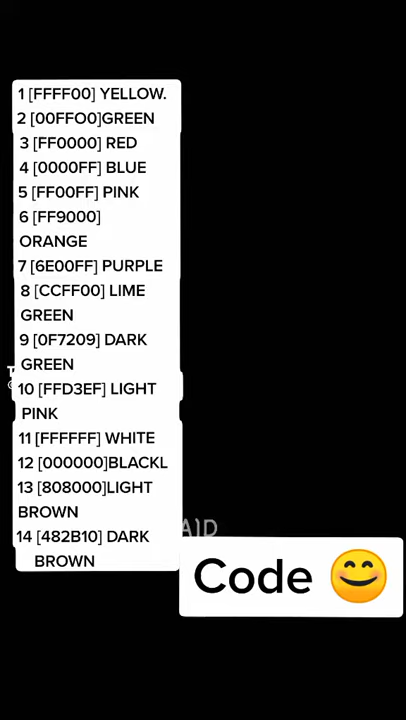 1 [FFFF00] YELLOW.
2 [00FFO0]GREEN
3 [FF0000] RED
4 [0000FF] BLUE
5 [FF00FF] PINK
6 [FF9000]
ORANGE
7 [6E00FF] PURPLE
8 [CCFF00] LIME
GREEN
9 [0F7209] DARK
GREEN
10 [FFD3EF] LIGHT
PINK
11 [FFFFFF] WHITE
12 [000000]BLACKL
13 [808000]LIGHT
BROWN
14 [482B10] DARK
BROWN
Code 😊